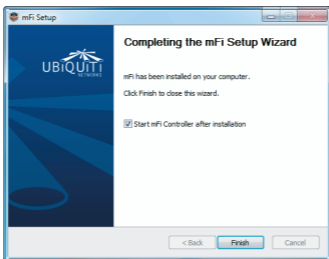 mFi Setup
UBiQUiTi
NETWORKS
Completing the mFi Setup Wizard
mFi has been installed on your computer.
Click Finish to close this wizard.
Start mFi Controller after installation
< Back
Finish
Cancel